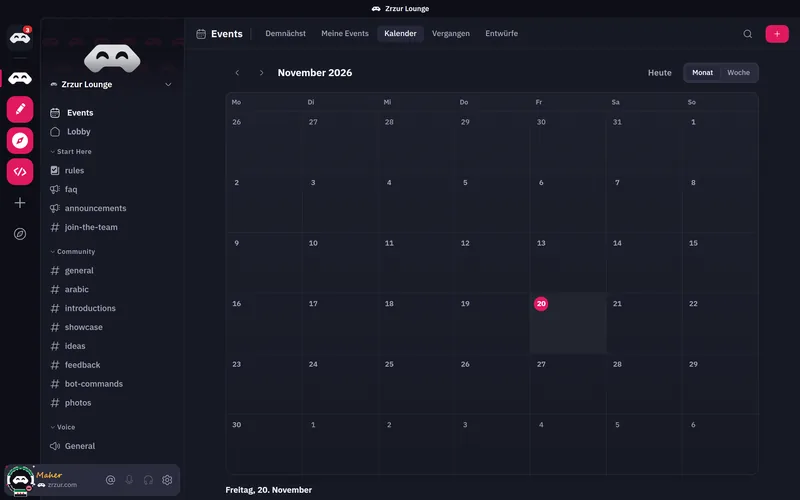 Zrzur Lounge
3
Zrzur Lounge
Events
Lobby
Start Here
rules
faq
announcements
join-the-team
Community
general
arabic
introductions
showcase
ideas
feedback
bot-commands
photos
Voice
General
Maher
zrzur.com
Events Demnächst Meine Events Kalender Vergangen Entwürfe
November 2026 Heute Monat Woche
Mo Di Mi Do Fr Sa So
26 27 28 29 30 31 1
2 3 4 5 6 7 8
9 10 11 12 13 14 15
16 17 18 19 20 21 22
23 24 25 26 27 28 29
30 1 2 3 4 5 6
Freitag, 20. November